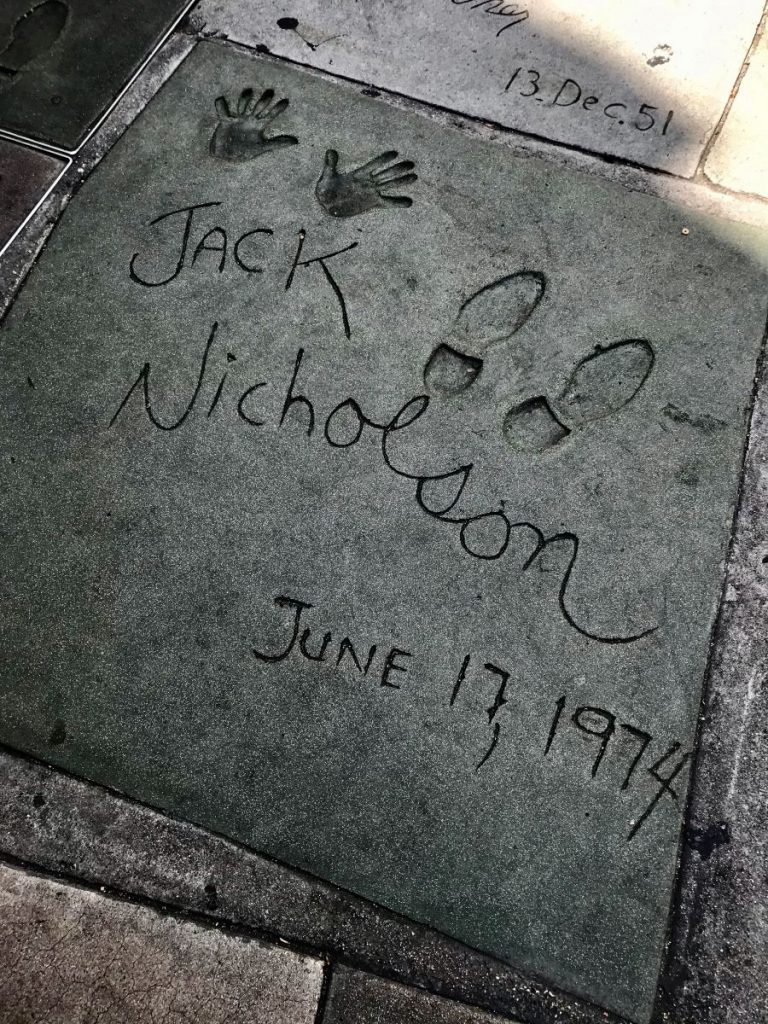 13.Dec.51
JACK
Nicholson
JUNE 17, 1974